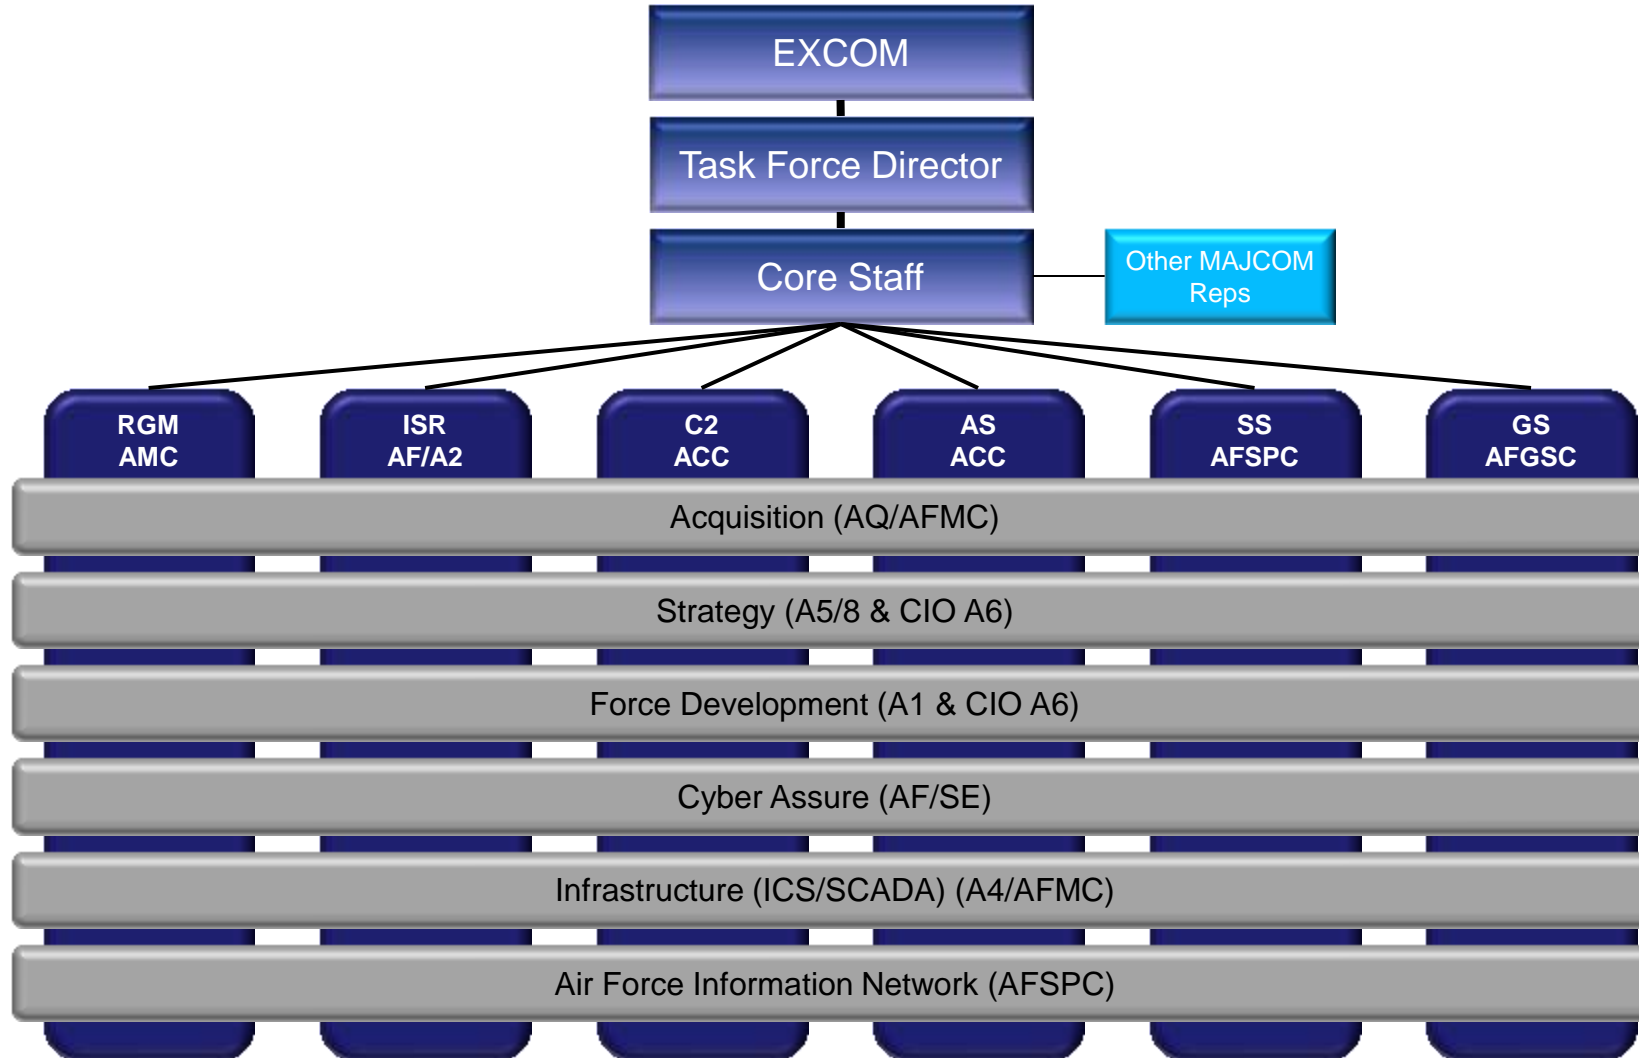 EXCOM
Task Force Director
Core Staff
Other MAJCOM
Reps
RGM
AMC
ISR
AF/A2
C2
ACC
AS
ACC
SS
AFSPC
GS
AFGSC
Acquisition (AQ/AFMC)
Strategy (A5/8 & CIO A6)
Force Development (A1 & CIO A6)
Cyber Assure (AF/SE)
Infrastructure (ICS/SCADA) (A4/AFMC)
Air Force Information Network (AFSPC)